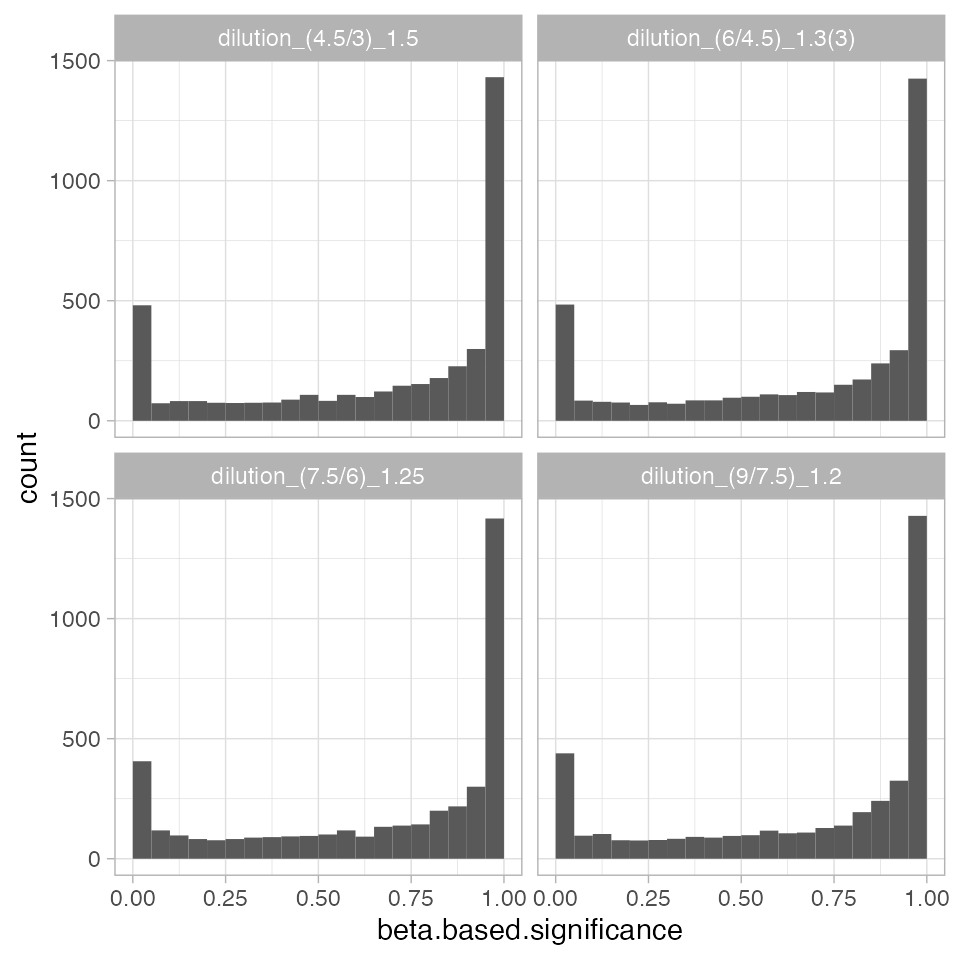 dilution_(4.5/3)_1.5
dilution_(6/4.5)_1.3(3)
1500
1000
500
0
count
dilution_(7.5/6)_1.25
dilution_(9/7.5)_1.2
1500
1000
500
0
0.00 0.25 0.50 0.75 1.00 0.00 0.25 0.50 0.75 1.00
beta.based.significance